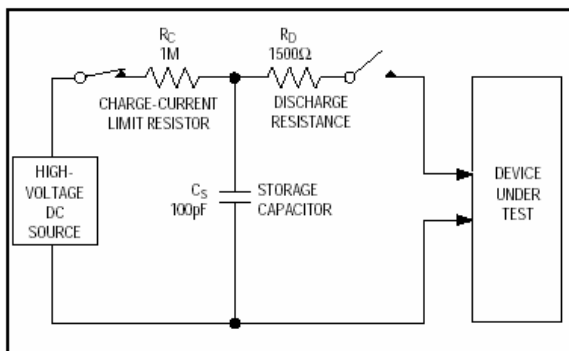 RC
1M
RD
1500Ω
CHARGE-CURRENT
LIMIT RESISTOR
DISCHARGE
RESISTANCE
HIGH-
VOLTAGE
DC
SOURCE
CS
100pF
STORAGE
CAPACITOR
DEVICE
UNDER
TEST